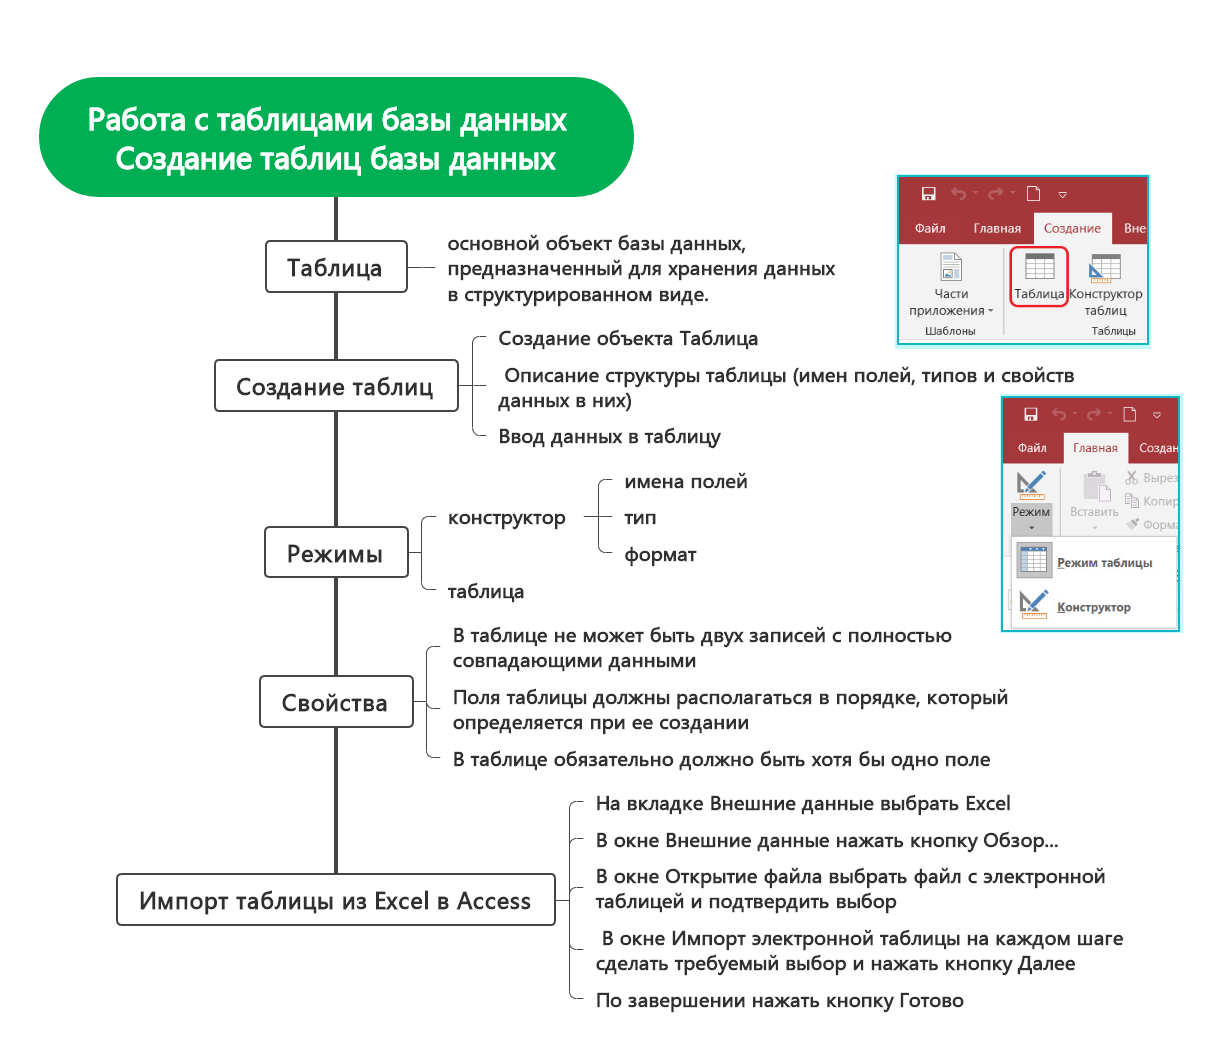 Работа с таблицами базы данных
Создание таблиц базы данных
Таблица
основной объект базы данных,
предназначенный для хранения данных
в структурированном виде.
Файл Главная Создание Вне
Части
приложения
Шаблоны
Таблица
Конструктор
таблиц
Таблицы
Создание таблиц
Создание объекта Таблица
Описание структуры таблицы (имен полей, типов и свойств
данных в них)
Ввод данных в таблицу
Файл Главная Создан
Режим
Вставить
Вырез
Копир
Форма
Режим таблицы
Конструктор
Режимы
конструктор
имена полей
тип
формат
таблица
Свойства
В таблице не может быть двух записей с полностью
совпадающими данными
Поля таблицы должны располагаться в порядке, который
определяется при ее создании
В таблице обязательно должно быть хотя бы одно поле
Импорт таблицы из Excel в Access
На вкладке Внешние данные выбрать Excel
В окне Внешние данные нажать кнопку Обзор...
В окне Открытие файла выбрать файл с электронной
таблицей и подтвердить выбор
В окне Импорт электронной таблицы на каждом шаге
сделать требуемый выбор и нажать кнопку Далее
По завершении нажать кнопку Готово